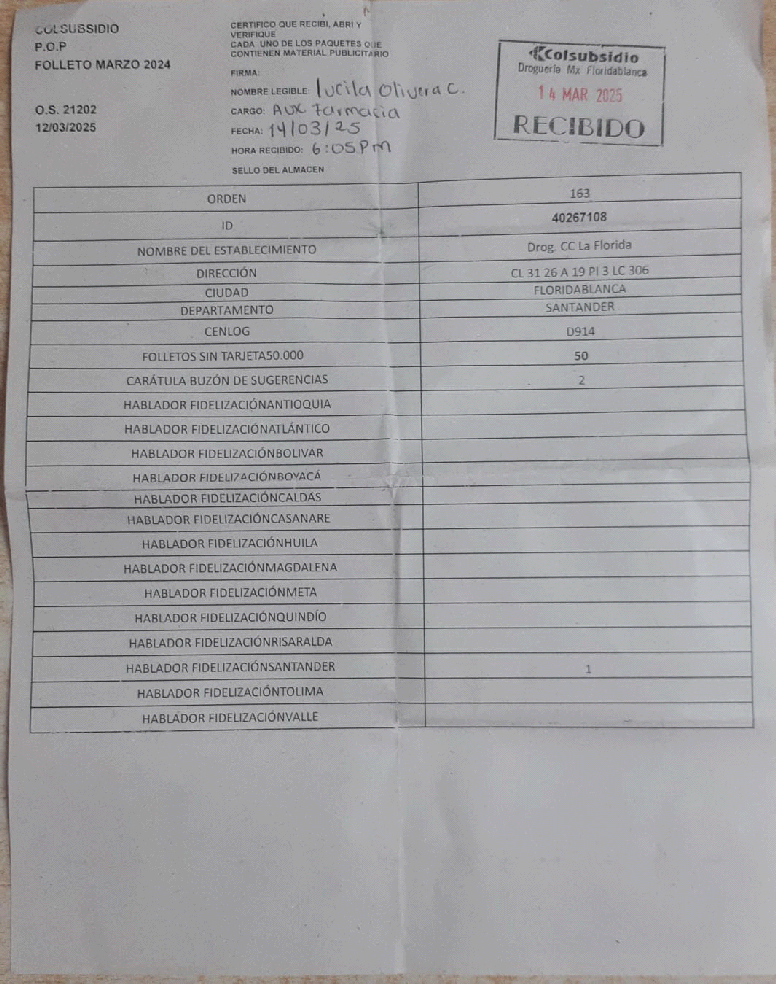 COLSUBSIDIO
P.O.P
FOLLETO MARZO 2024
O.S. 21202
12/03/2025
CERTIFICO QUE RECIBI, ABRI Y
VERIFIQUE
CADA UNO DE LOS PAQUETES QUE
CONTIENEN MATERIAL PUBLICITARIO
FIRMA:
NOMBRE LEGIBLE: lucila Olivera C.
CARGO: AUX Farmacia
FECHA: 14/03/25
HORA RECIBIDO: 6:05 PM
SELLO DEL ALMACEN
Colsubsidio
Droguería Mx Floridablanca
14 MAR 2025
RECIBIDO
ORDEN 163
ID 40267108
NOMBRE DEL ESTABLECIMIENTO Drog. CC La Florida
DIRECCIÓN CL 31 26 A 19 PI 3 LC 306
CIUDAD FLORIDABLANCA
DEPARTAMENTO SANTANDER
CENLOG D914
FOLLETOS SIN TARJETA50.000 50
CARÁTULA BUZÓN DE SUGERENCIAS 2
HABLADOR FIDELIZACIÓNANTIOQUIA
HABLADOR FIDELIZACIÓNATLÁNTICO
HABLADOR FIDELIZACIÓNBOLIVAR
HABLADOR FIDELIZACIÓNBOYACÁ
HABLADOR FIDELIZACIÓNCALDAS
HABLADOR FIDELIZACIÓNCASANARE
HABLADOR FIDELIZACIÓNHUILA
HABLADOR FIDELIZACIÓNMAGDALENA
HABLADOR FIDELIZACIÓNMETA
HABLADOR FIDELIZACIÓNQUINDÍO
HABLADOR FIDELIZACIÓNRISARALDA
HABLADOR FIDELIZACIÓNSANTANDER 1
HABLADOR FIDELIZACIÓNTOLIMA
HABLADOR FIDELIZACIÓNVALLE